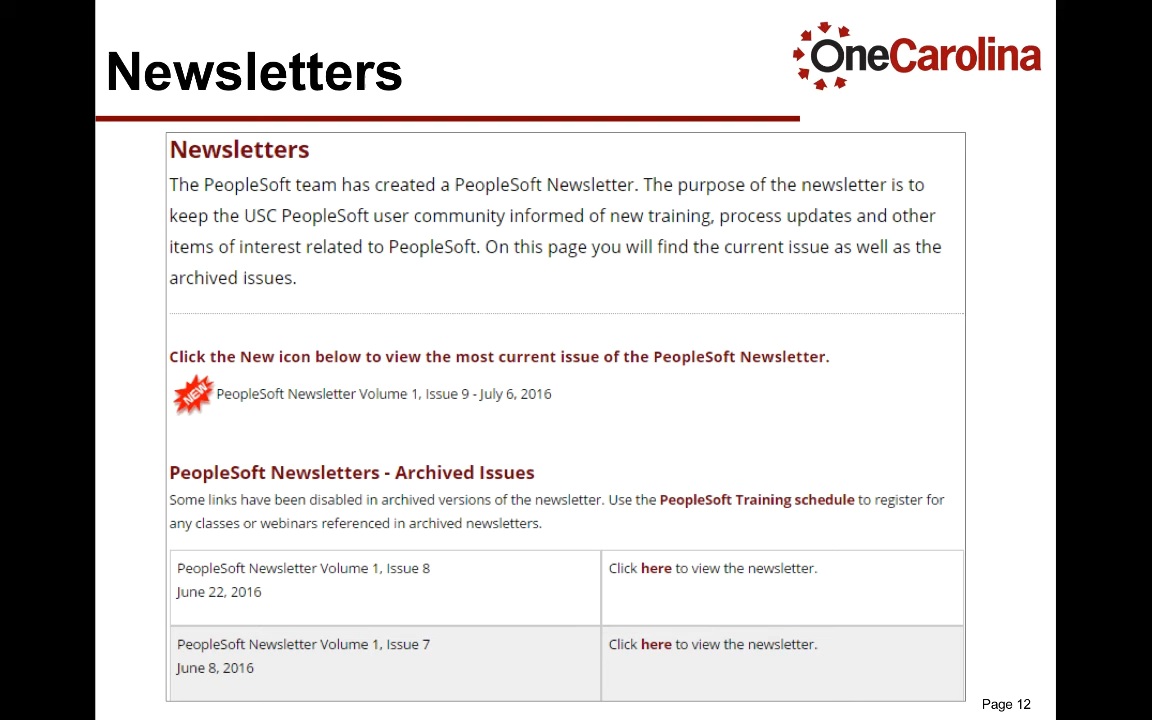 Newsletters
OneCarolina
Newsletters
The PeopleSoft team has created a PeopleSoft Newsletter. The purpose of the newsletter is to
keep the USC PeopleSoft user community informed of new training, process updates and other
items of interest related to PeopleSoft. On this page you will find the current issue as well as the
archived issues.
Click the New icon below to view the most current issue of the PeopleSoft Newsletter.
NEW PeopleSoft Newsletter Volume 1, Issue 9 - July 6, 2016
PeopleSoft Newsletters - Archived Issues
Some links have been disabled in archived versions of the newsletter. Use the PeopleSoft Training schedule to register for
any classes or webinars referenced in archived newsletters.
PeopleSoft Newsletter Volume 1, Issue 8
June 22, 2016
Click here to view the newsletter.
PeopleSoft Newsletter Volume 1, Issue 7
June 8, 2016
Click here to view the newsletter.
Page 12